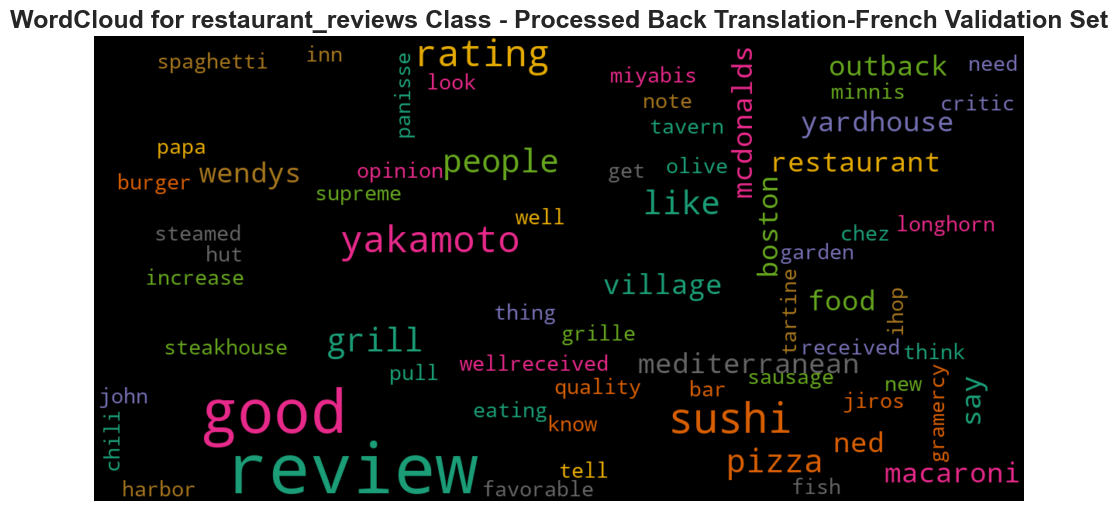 WordCloud for restaurant_reviews Class - Processed Back Translation-French Validation Set
spaghetti
inn
rating
look
panisse
miyabis
note
tavern
mcdonalds
outback
need
minnis
critic
yardhouse
papa
burger
wendys
opinion
people
supreme
get
olive
restaurant
like
well
boston
longhorn
chez
garden
steamed
hut
yakamoto
increase
village
thing
tartine
food
ihop
grille
steakhouse
grill
received
think
wellreceived
mediterranean
pull
quality
bar
sausage
new
jiros
gramercy
say
john
chili
good
eating
know
sushi
ned
review
tell
pizza
macaroni
harbor
favorable
fish